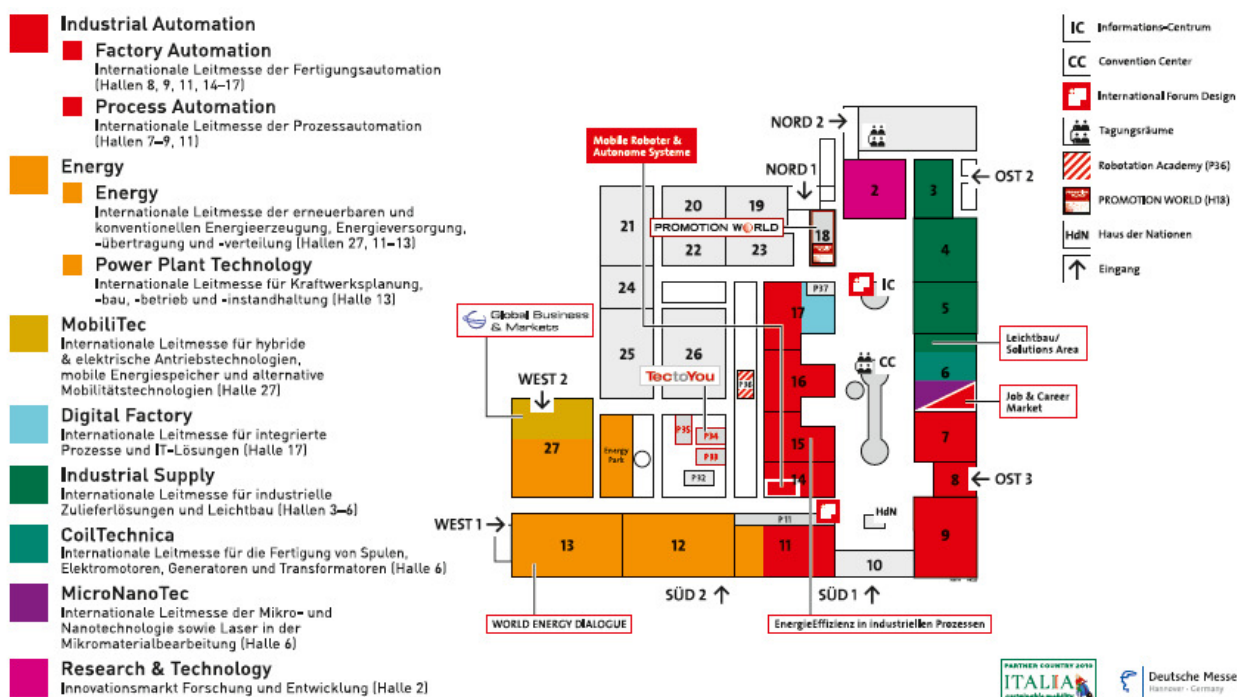 Industrial Automation
Factory Automation
Internationale Leitmesse der Fertigungsautomation
(Hallen 8, 9, 11, 14–17)
Process Automation
Internationale Leitmesse der Prozessautomation
(Hallen 7–9, 11)
Energy
Energy
Internationale Leitmesse der erneuerbaren und
konventionellen Energieerzeugung, Energieversorgung,
-übertragung und -verteilung (Hallen 27, 11–13)
Power Plant Technology
Internationale Leitmesse für Kraftwerksplanung,
-bau, -betrieb und -instandhaltung (Halle 13)
MobiliTec
Internationale Leitmesse für hybride
& elektrische Antriebstechnologien,
mobile Energiespeicher und alternative
Mobilitätstechnologien (Halle 27)
Digital Factory
Internationale Leitmesse für integrierte
Prozesse und IT-Lösungen (Halle 17)
Industrial Supply
Internationale Leitmesse für industrielle
Zulieferlösungen und Leichtbau (Hallen 3–6)
CoilTechnica
Internationale Leitmesse für die Fertigung von Spulen,
Elektromotoren, Generatoren und Transformatoren (Halle 6)
MicroNanoTec
Internationale Leitmesse der Mikro- und
Nanotechnologie sowie Laser in der
Mikromaterialbearbeitung (Halle 6)
Research & Technology
Innovationsmarkt Forschung und Entwicklung (Halle 2)
Mobile Roboter &
Autonome Systeme
NORD 2
NORD 1
OST 2
2
3
20
19
21
PROMOTION WORLD
18
22
23
4
24
P37
IC
17
5
Global Business
& Markets
Leichtbau/
Solutions Area
25
26
CC
6
TectoYou
WEST 2
P36
16
Job & Career
Market
P35
P34
7
27
Energy
Park
P33
15
P32
14
8
OST 3
WEST 1
P11
HdN
13
12
11
9
10
SÜD 2
SÜD 1
WORLD ENERGY DIALOGUE
EnergieEffizienz in industriellen Prozessen
IC Informations-Centrum
CC Convention Center
International Forum Design
Tagungsräume
Robotation Academy (P36)
PROMOTION WORLD (H18)
HdN Haus der Nationen
Eingang
PARTNER COUNTRY 2010
ITALIA
sustainable mobility
Deutsche Messe
Hannover · Germany